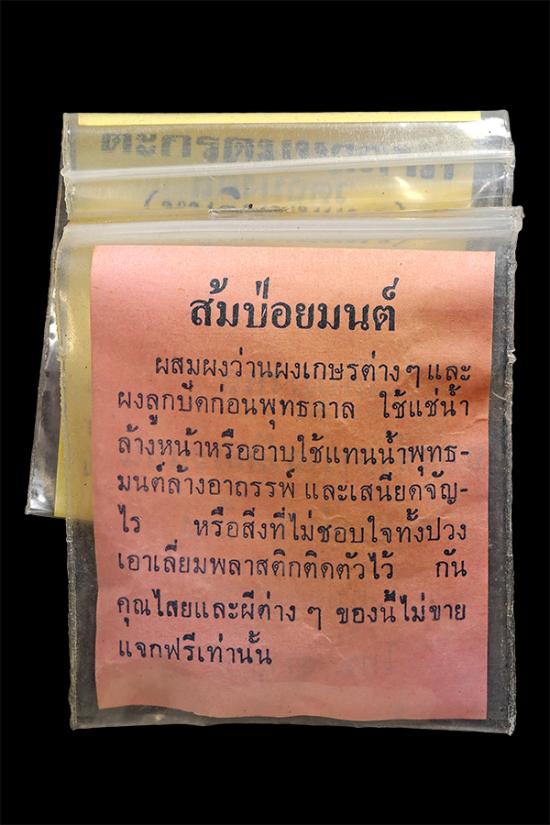 ส้มป่อยมนต์
ผสมผงว่านผงเกษรต่างๆและ
ผงลูกปัดก่อนพุทธกาล ใช้แช่น้ำ
ล้างหน้าหรืออาบใช้แทนน้ำพุทธ-
มนต์ล้างอาถรรพ์ และเสนียดจัญ-
ไร หรือสิ่งที่ไม่ชอบใจทั้งปวง
เอาเลี่ยมพลาสติกติดตัวไว้ กัน
คุณไสยและผีต่าง ๆ ของนี้ไม่ขาย
แจกฟรีเท่านั้น